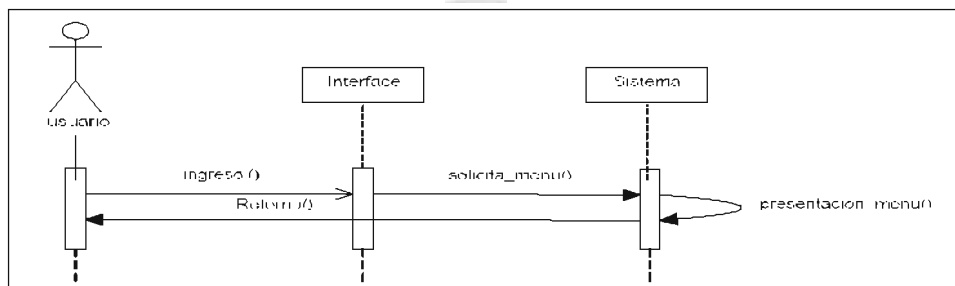 usuario
Interface
Sistema
ingreso ()
solicita_menu()
Retorno()
presentacion_menu()